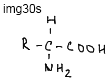 img30s
H
R - C - COOH
NH₂